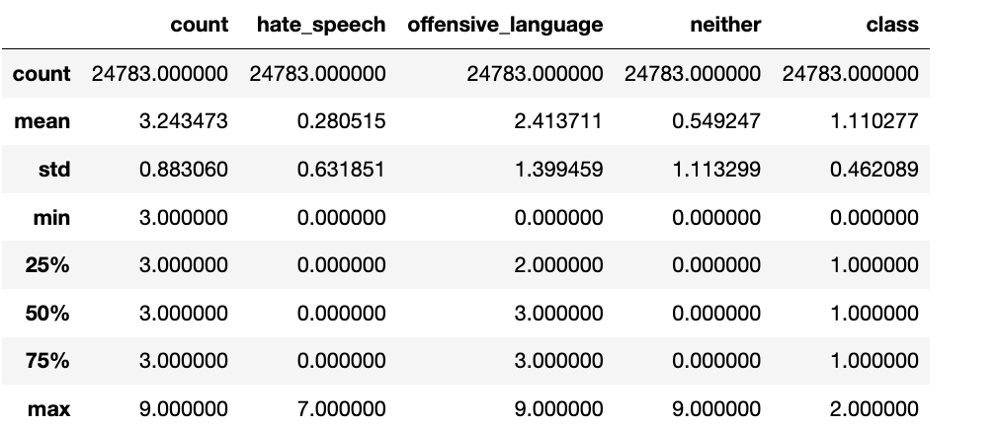 count hate_speech offensive_language neither class
count 24783.000000 24783.000000 24783.000000 24783.000000 24783.000000
mean 3.243473 0.280515 2.413711 0.549247 1.110277
std 0.883060 0.631851 1.399459 1.113299 0.462089
min 3.000000 0.000000 0.000000 0.000000 0.000000
25% 3.000000 0.000000 2.000000 0.000000 1.000000
50% 3.000000 0.000000 3.000000 0.000000 1.000000
75% 3.000000 0.000000 3.000000 0.000000 1.000000
max 9.000000 7.000000 9.000000 9.000000 2.000000